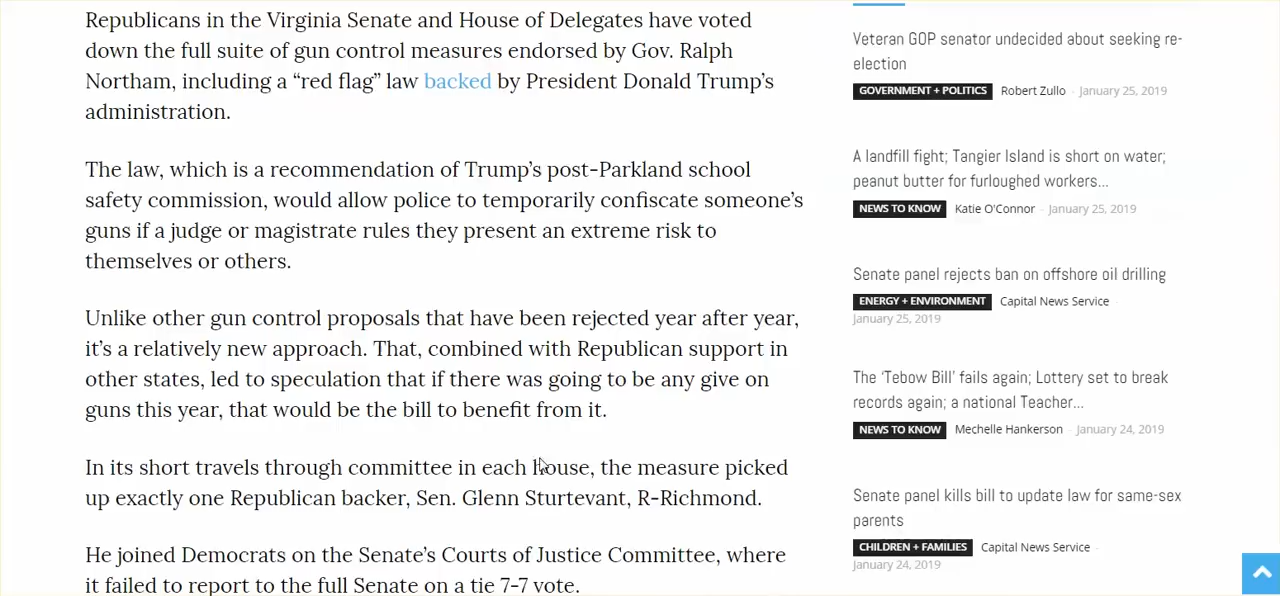 Republicans in the Virginia Senate and House of Delegates have voted
down the full suite of gun control measures endorsed by Gov. Ralph
Northam, including a “red flag” law backed by President Donald Trump’s
administration.
The law, which is a recommendation of Trump’s post-Parkland school
safety commission, would allow police to temporarily confiscate someone’s
guns if a judge or magistrate rules they present an extreme risk to
themselves or others.
Unlike other gun control proposals that have been rejected year after year,
it’s a relatively new approach. That, combined with Republican support in
other states, led to speculation that if there was going to be any give on
guns this year, that would be the bill to benefit from it.
In its short travels through committee in each house, the measure picked
up exactly one Republican backer, Sen. Glenn Sturtevant, R-Richmond.
He joined Democrats on the Senate’s Courts of Justice Committee, where
it failed to report to the full Senate on a tie 7-7 vote.
Veteran GOP senator undecided about seeking re-
election
GOVERNMENT + POLITICS Robert Zullo - January 25, 2019
A landfill fight; Tangier Island is short on water;
peanut butter for furloughed workers...
NEWS TO KNOW Katie O'Connor - January 25, 2019
Senate panel rejects ban on offshore oil drilling
ENERGY + ENVIRONMENT Capital News Service
January 25, 2019
The ‘Tebow Bill’ fails again; Lottery set to break
records again; a national Teacher...
NEWS TO KNOW Mechelle Hankerson - January 24, 2019
Senate panel kills bill to update law for same-sex
parents
CHILDREN + FAMILIES Capital News Service -
January 24, 2019